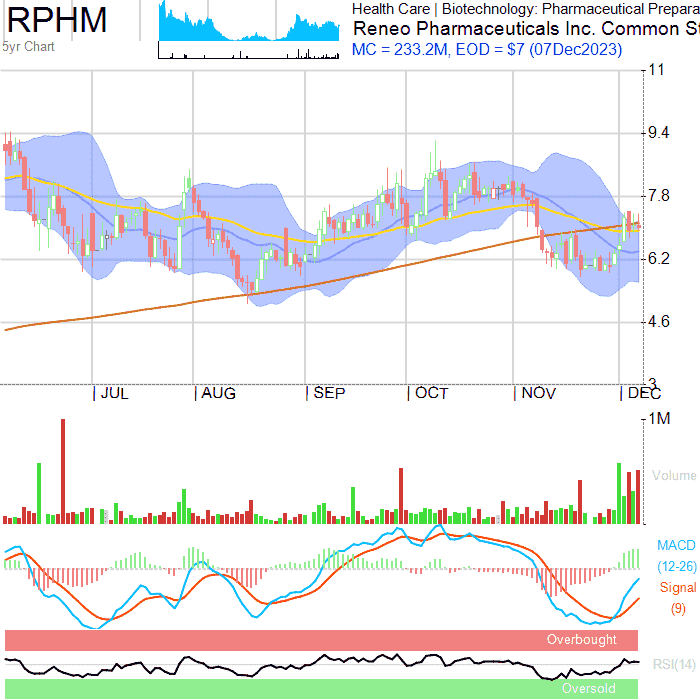 RPHM
5yr Chart
Health Care | Biotechnology: Pharmaceutical Prepara
Reneo Pharmaceuticals Inc. Common St
MC = 233.2M, EOD = $7 (07Dec2023)
11
9.4
7.8
6.2
4.6
3
JUL AUG SEP OCT NOV DEC
1M
Volume
MACD
(12-26)
Signal
(9)
Overbought
RSI(14)
Oversold